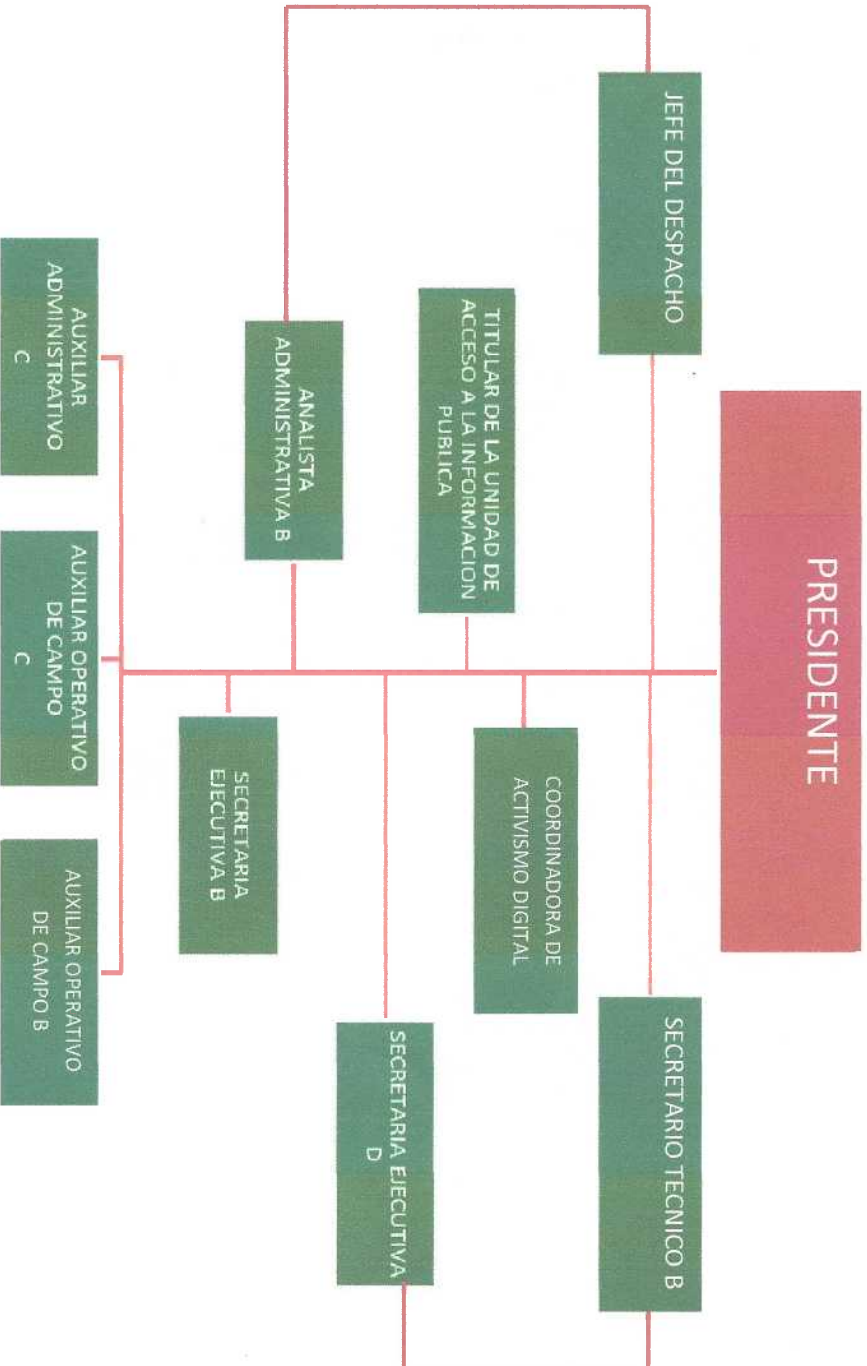 PRESIDENTE
JEFE DEL DESPACHO
SECRETARIO TECNICO B
TITULAR DE LA UNIDAD DE
ACCESO A LA INFORMACION
PUBLICA
COORDINADORA DE
ACTIVISMO DIGITAL
ANALISTA
ADMINISTRATIVA B
SECRETARIA EJECUTIVA
D
SECRETARIA
EJECUTIVA B
AUXILIAR
ADMINISTRATIVO
C
AUXILIAR OPERATIVO
DE CAMPO
C
AUXILIAR OPERATIVO
DE CAMPO B